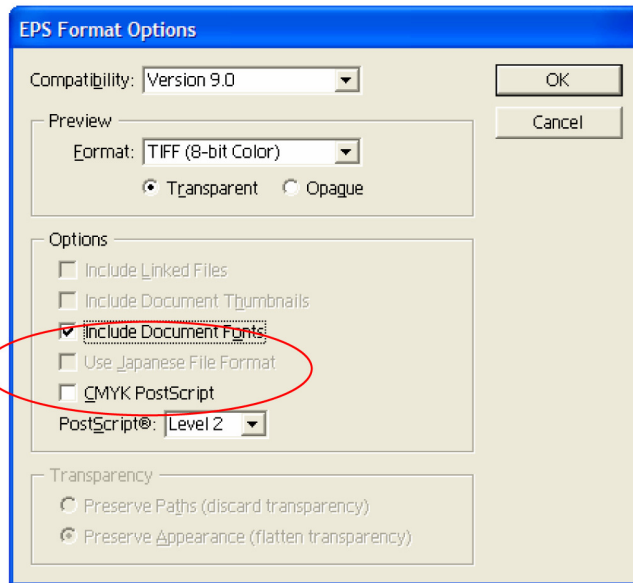 EPS Format Options
Compatibility: Version 9.0
OK
Cancel
Preview
Format: TIFF (8-bit Color)
Transparent Opaque
Options
Include Linked Files
Include Document Thumbnails
Include Document Fonts
Use Japanese File Format
CMYK PostScript
PostScript®: Level 2
Transparency
Preserve Paths (discard transparency)
Preserve Appearance (flatten transparency)